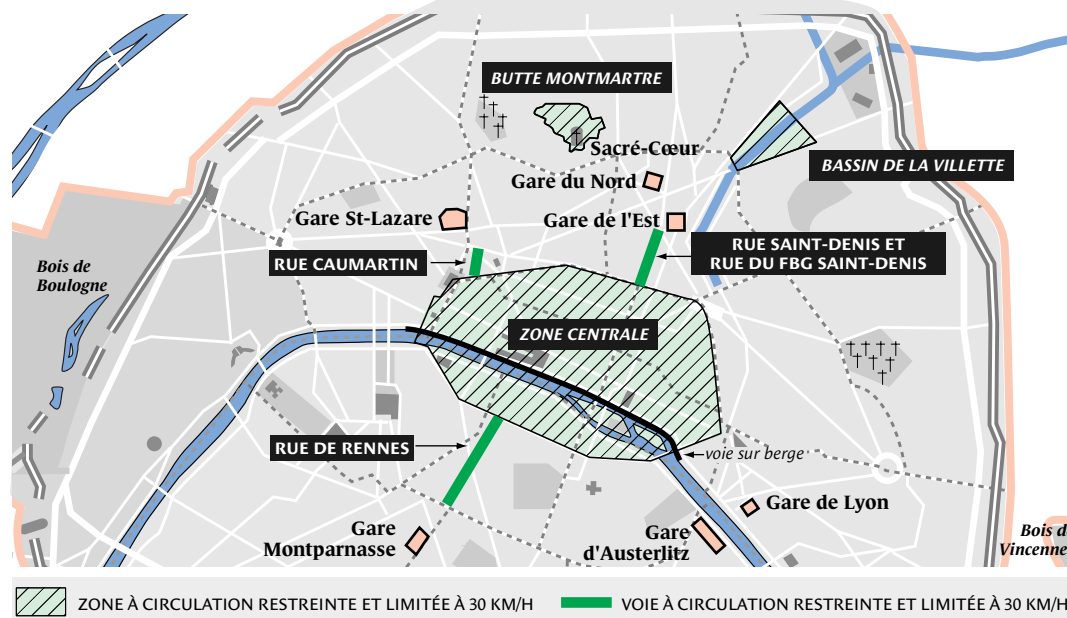 BUTTE MONTMARTRE
Sacré-Cœur
BASSIN DE LA VILLETTE
Gare du Nord
Gare St-Lazare
Gare de l'Est
RUE SAINT-DENIS ET
RUE DU FBG SAINT-DENIS
RUE CAUMARTIN
Bois de
Boulogne
ZONE CENTRALE
RUE DE RENNES
voie sur berge
Gare de Lyon
Gare
Montparnasse
Gare
d'Austerlitz
Bois d
Vincenne
ZONE À CIRCULATION RESTREINTE ET LIMITÉE À 30 KM/H
VOIE À CIRCULATION RESTREINTE ET LIMITÉE À 30 KM/H